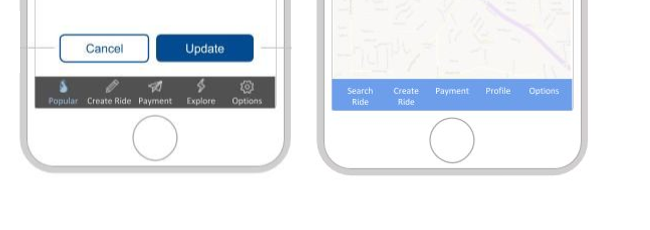 Cancel Update
Popular Create Ride Payment Explore Options
Search Create Payment Profile Options
Ride Ride